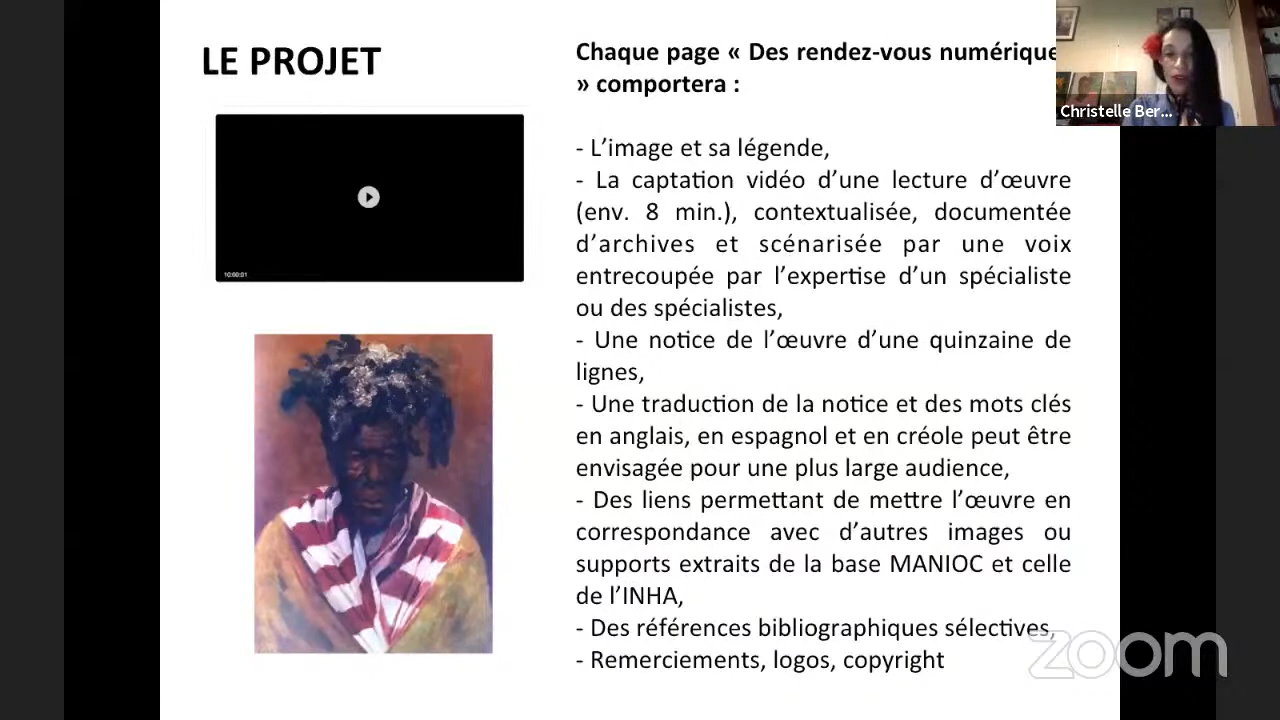 LE PROJET
Chaque page « Des rendez-vous numérique
» comportera :
- L’image et sa légende,
- La captation vidéo d’une lecture d’œuvre
(env. 8 min.), contextualisée, documentée
d’archives et scénarisée par une voix
entrecoupée par l’expertise d’un spécialiste
ou des spécialistes,
- Une notice de l’œuvre d’une quinzaine de
lignes,
- Une traduction de la notice et des mots clés
en anglais, en espagnol et en créole peut être
envisagée pour une plus large audience,
- Des liens permettant de mettre l’œuvre en
correspondance avec d’autres images ou
supports extraits de la base MANIOC et celle
de l’INHA,
- Des références bibliographiques sélectives,
- Remerciements, logos, copyright
Christelle Ber...
zoom